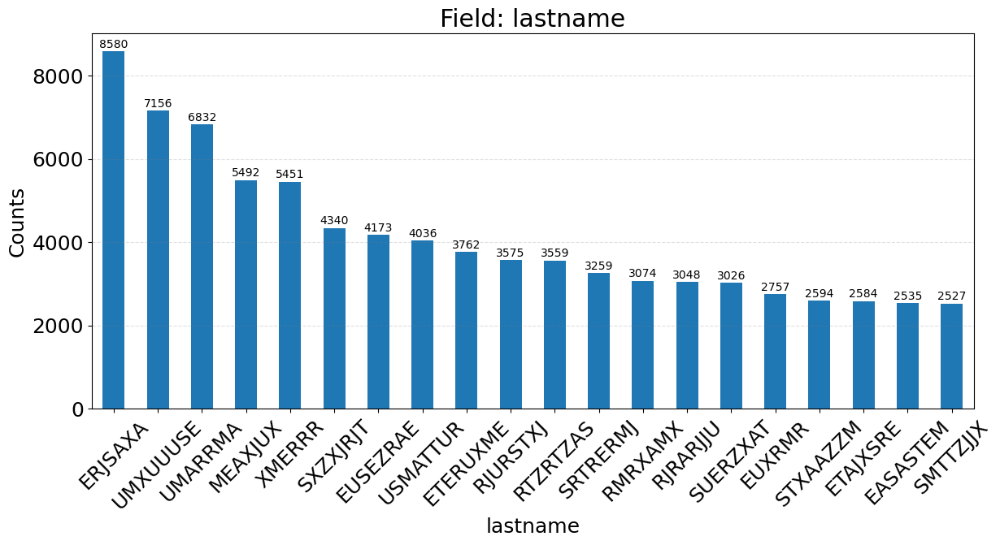 Field: lastname
8580
7156
6832
5492
5451
4340
4173
4036
3762
3575
3559
3259
3074
3048
3026
2757
2594
2584
2535
2527
8000
6000
4000
2000
0
Counts
ERJSAXA
UMXUUUSE
UMARRMA
MEAXJUX
XMERRR
SXZXJRJT
EUSEZRAE
USMATTUR
ETERUXME
RJURSTXJ
RTZRTZAS
SRTRERMJ
RMRXAMX
RJRARJJU
SUERZXAT
EUXRMR
STXAAZZM
ETAJXSRE
EASASTEM
SMTTZJJX
lastname